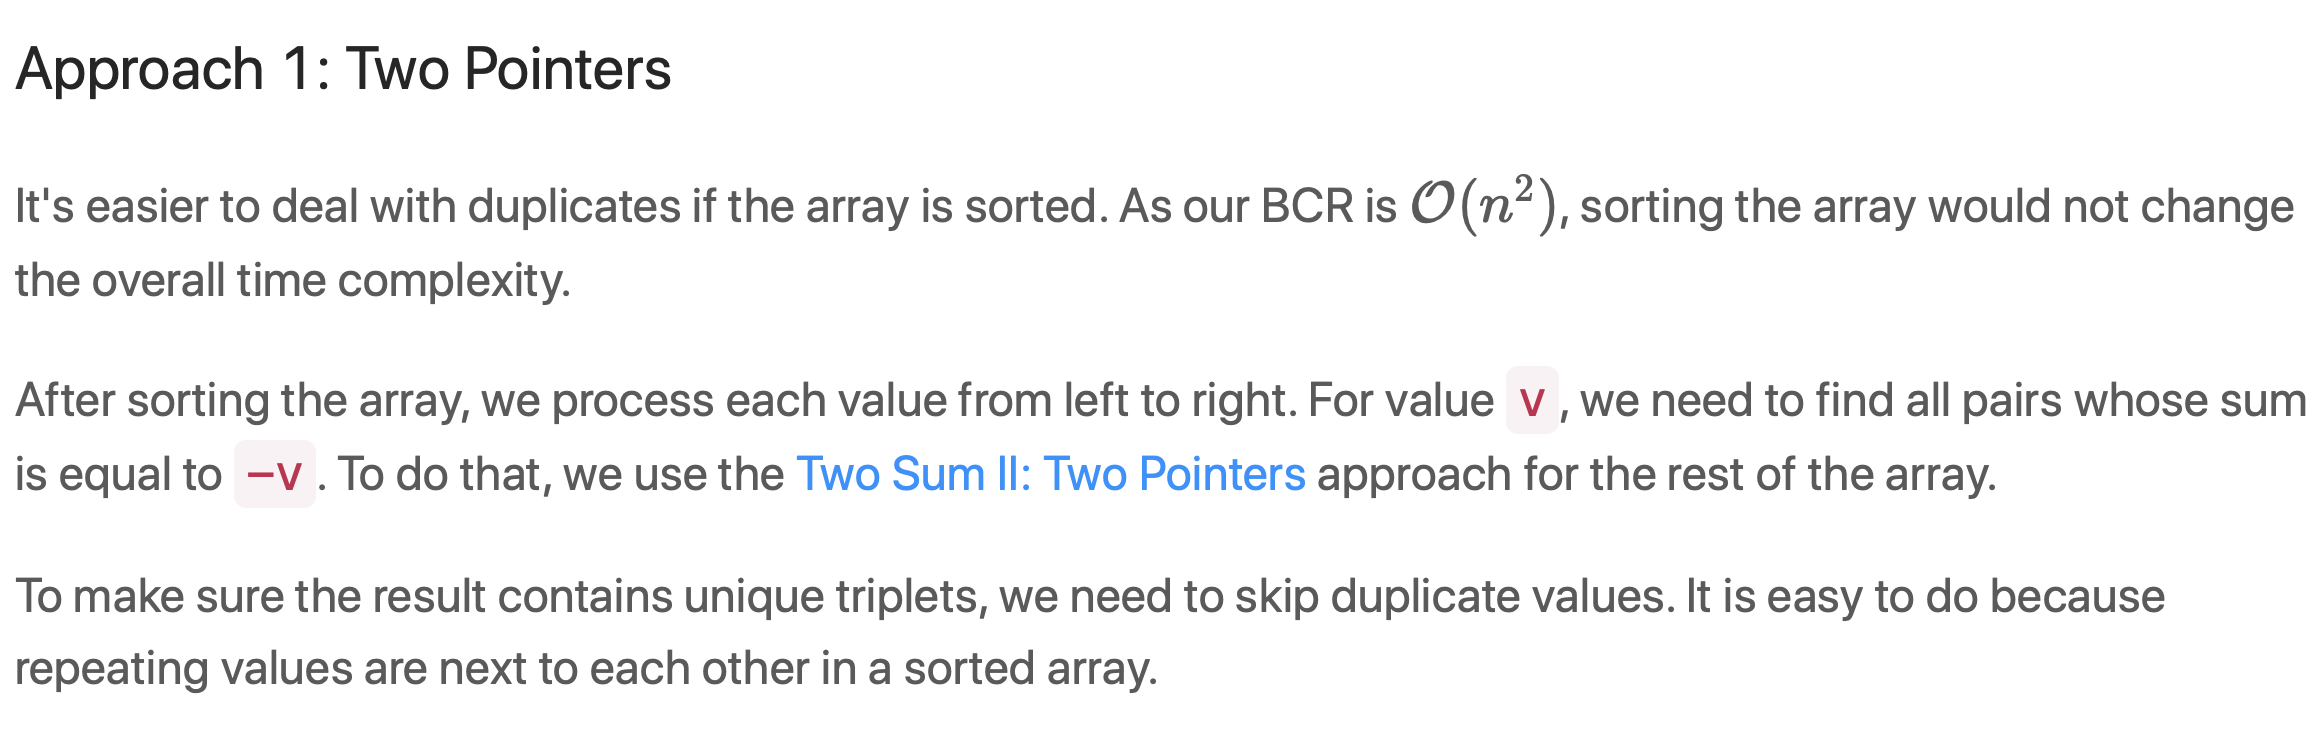 Approach 1: Two Pointers
It's easier to deal with duplicates if the array is sorted. As our BCR is 𝒪(n²), sorting the array would not change
the overall time complexity.
After sorting the array, we process each value from left to right. For value v, we need to find all pairs whose sum
is equal to −v. To do that, we use the Two Sum II: Two Pointers approach for the rest of the array.
To make sure the result contains unique triplets, we need to skip duplicate values. It is easy to do because
repeating values are next to each other in a sorted array.